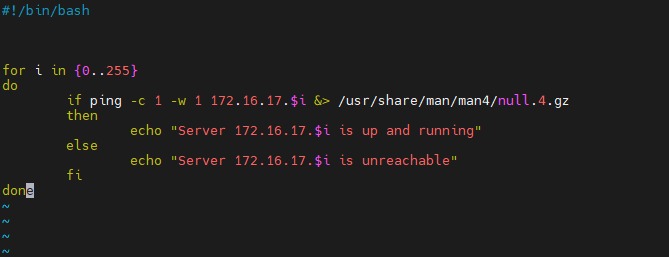 #!/bin/bash
for i in {0..255}
do
if ping -c 1 -w 1 172.16.17.$i &> /usr/share/man/man4/null.4.gz
then
echo "Server 172.16.17.$i is up and running"
else
echo "Server 172.16.17.$i is unreachable"
fi
done
~
~
~
~